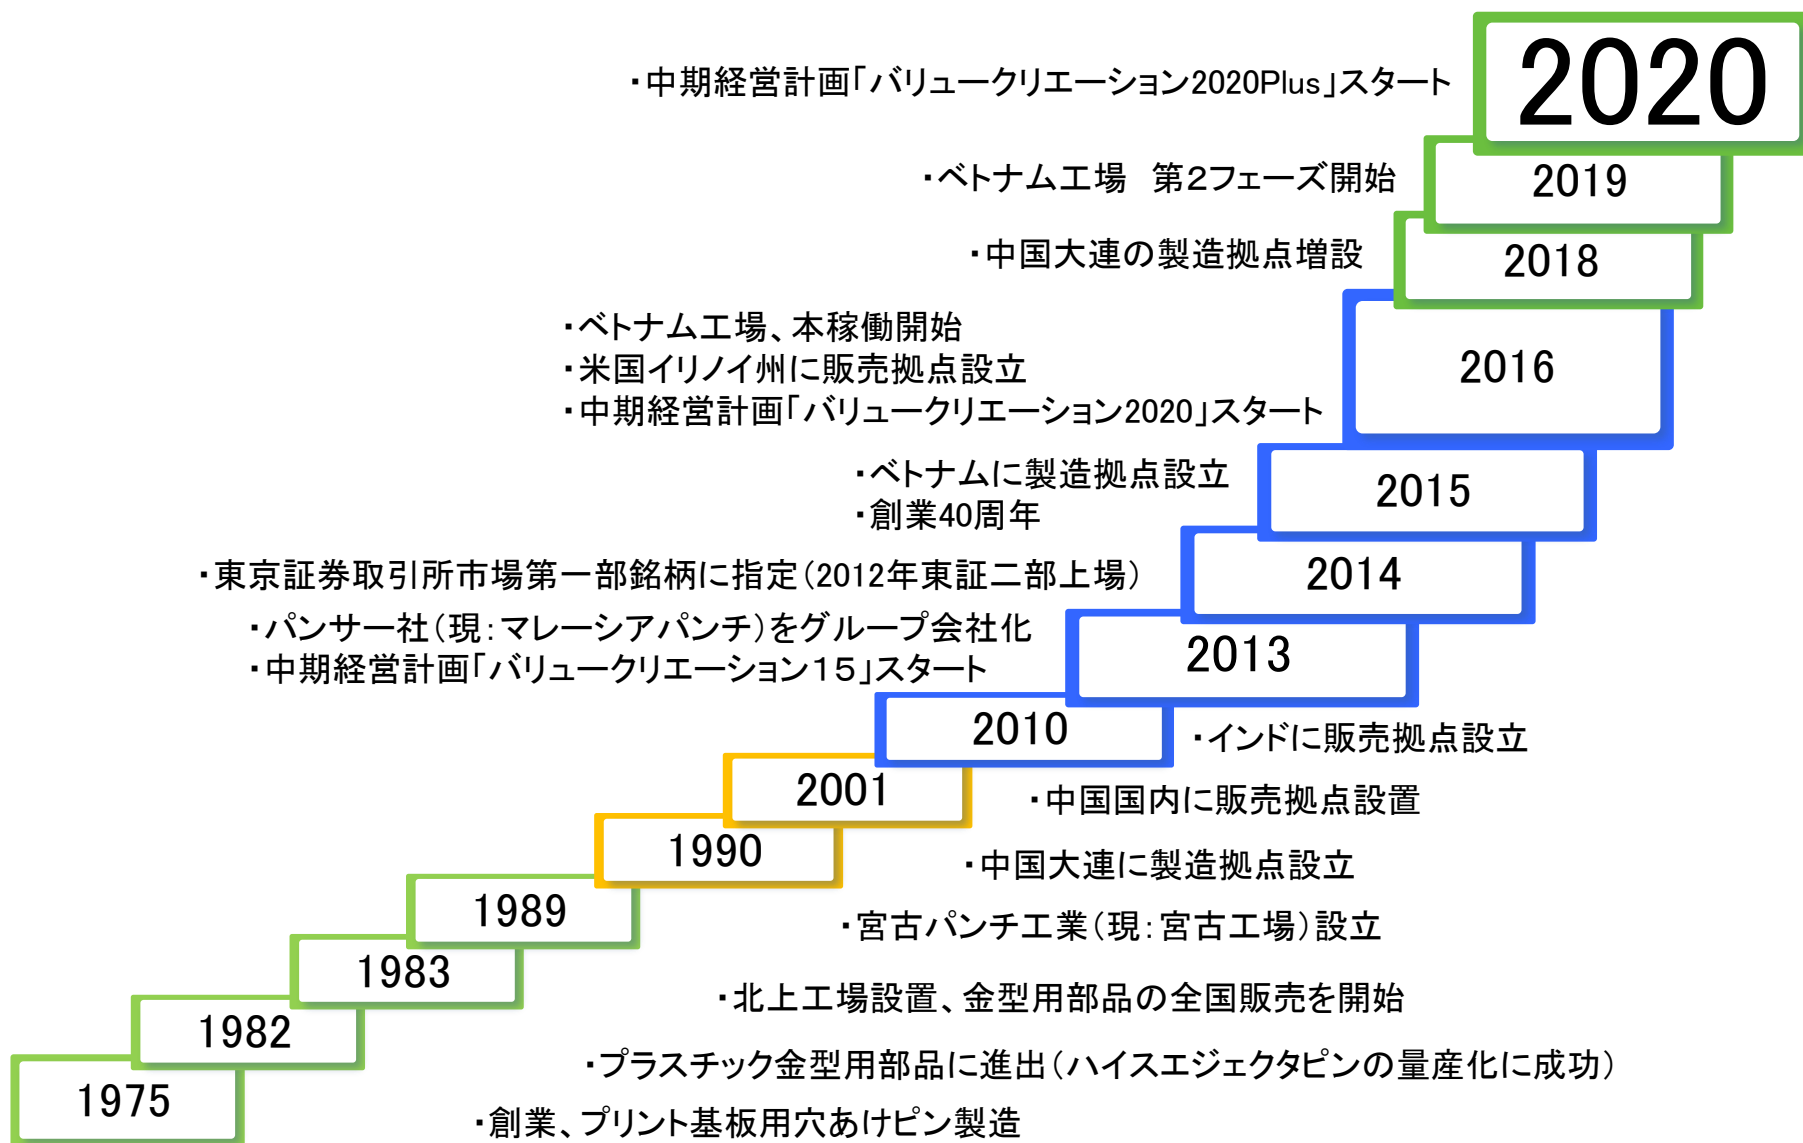 2020
・中期経営計画「バリュークリエーション2020Plus」スタート
2019
・ベトナム工場　第２フェーズ開始
2018
・中国大連の製造拠点増設
2016
・ベトナム工場、本稼働開始
・米国イリノイ州に販売拠点設立
・中期経営計画「バリュークリエーション2020」スタート
2015
・ベトナムに製造拠点設立
・創業40周年
2014
・東京証券取引所市場第一部銘柄に指定（2012年東証二部上場）
2013
・パンサー社（現：マレーシアパンチ）をグループ会社化
・中期経営計画「バリュークリエーション１５」スタート
2010
・インドに販売拠点設立
2001
・中国国内に販売拠点設置
1990
・中国大連に製造拠点設立
1989
・宮古パンチ工業（現：宮古工場）設立
1983
・北上工場設置、金型用部品の全国販売を開始
1982
・プラスチック金型用部品に進出（ハイスエジェクタピンの量産化に成功）
1975
・創業、プリント基板用穴あけピン製造